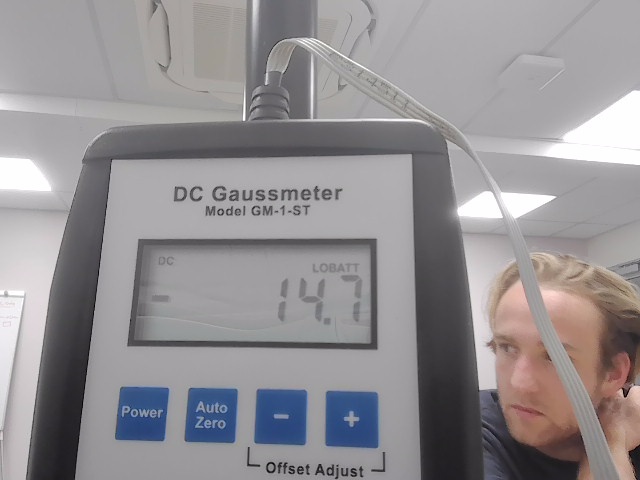 DC Gaussmeter
Model GM-1-ST
DC
LOBATT
- 14.7
Power
Auto
Zero
-
+
Offset Adjust